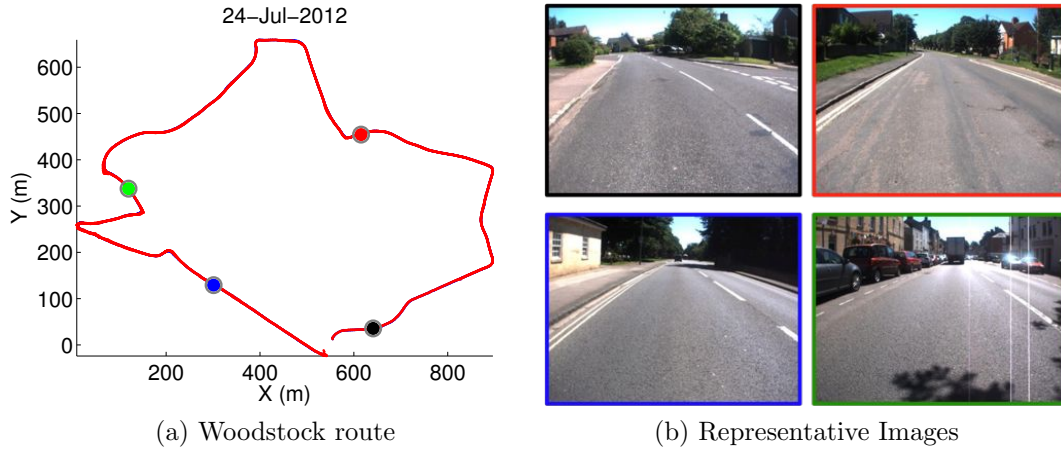 24-Jul-2012
Y (m)
600
500
400
300
200
100
0
200
400
600
800
X (m)
(a) Woodstock route
(b) Representative Images